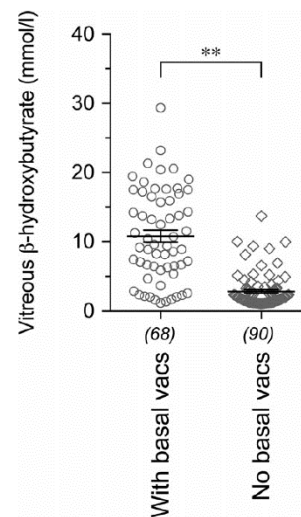 Vitreous β-hydroxybutyrate (mmol/l)
40
30
20
10
0
**
(68)
(90)
With basal vacs
No basal vacs